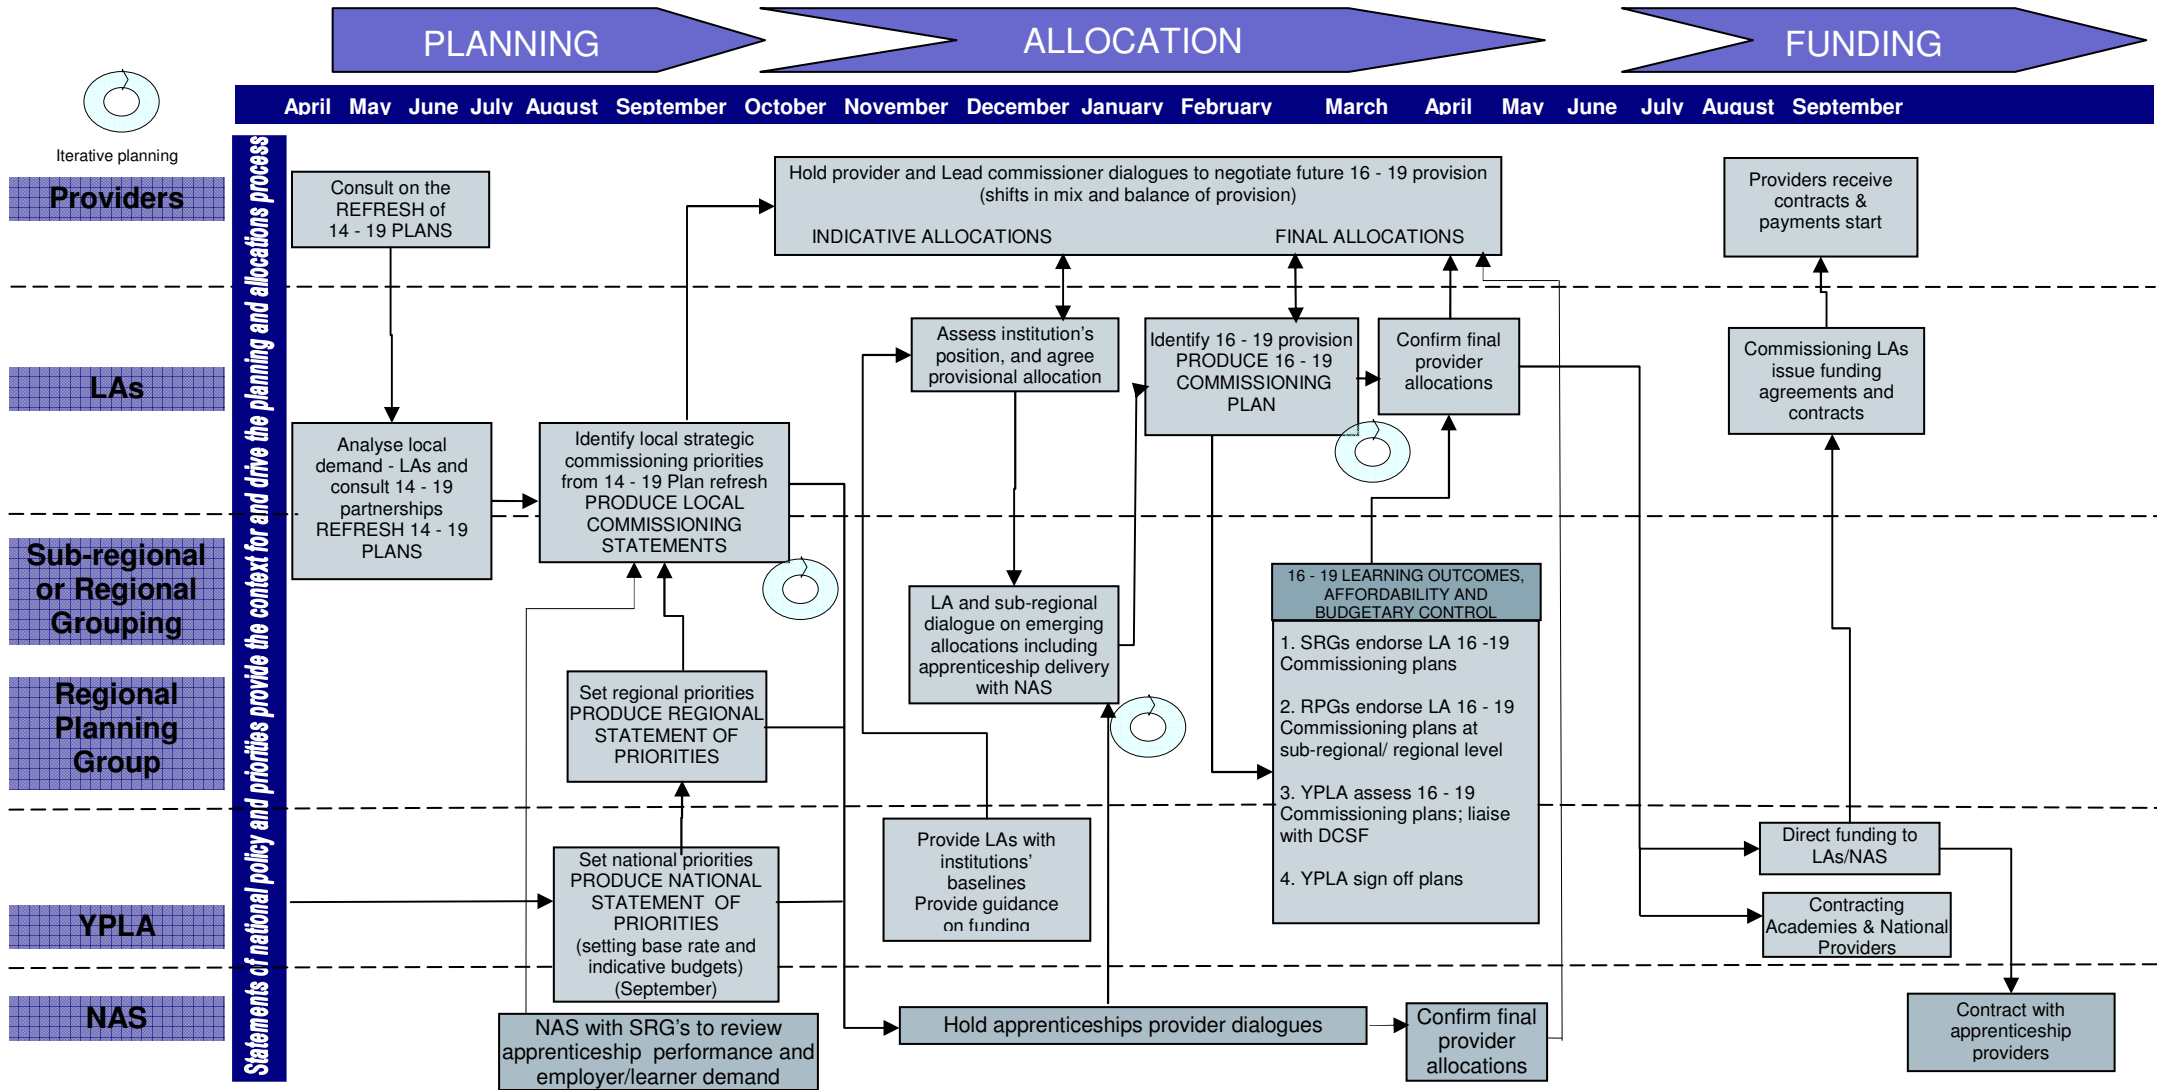 PLANNING
ALLOCATION
FUNDING
April May June July August September October November December January February March April May June July August September
Iterative planning
Providers
LAs
Sub-regional
or Regional
Grouping
Regional
Planning
Group
YPLA
NAS
Statements of national policy and priorities provide the context for and drive the planning and allocations process
Consult on the
REFRESH of
14 - 19 PLANS
Hold provider and Lead commissioner dialogues to negotiate future 16 - 19 provision
(shifts in mix and balance of provision)
INDICATIVE ALLOCATIONS
FINAL ALLOCATIONS
Providers receive
contracts &
payments start
Assess institution's
position, and agree
provisional allocation
Identify 16 - 19 provision
PRODUCE 16 - 19
COMMISSIONING
PLAN
Confirm final
provider
allocations
Commissioning LAs
issue funding
agreements and
contracts
Analyse local
demand - LAs and
consult 14 - 19
partnerships
REFRESH 14 - 19
PLANS
Identify local strategic
commissioning priorities
from 14 - 19 Plan refresh
PRODUCE LOCAL
COMMISSIONING
STATEMENTS
LA and sub-regional
dialogue on emerging
allocations including
apprenticeship delivery
with NAS
16 - 19 LEARNING OUTCOMES,
AFFORDABILITY AND
BUDGETARY CONTROL
1. SRGs endorse LA 16 -19
Commissioning plans
2. RPGs endorse LA 16 - 19
Commissioning plans at
sub-regional/ regional level
3. YPLA assess 16 - 19
Commissioning plans; liaise
with DCSF
4. YPLA sign off plans
Set regional priorities
PRODUCE REGIONAL
STATEMENT OF
PRIORITIES
Set national priorities
PRODUCE NATIONAL
STATEMENT OF
PRIORITIES
(setting base rate and
indicative budgets)
(September)
Provide LAs with
institutions'
baselines
Provide guidance
on funding
Direct funding to
LAs/NAS
Contracting
Academies & National
Providers
NAS with SRG's to review
apprenticeship performance and
employer/learner demand
Hold apprenticeships provider dialogues
Confirm final
provider
allocations
Contract with
apprenticeship
providers